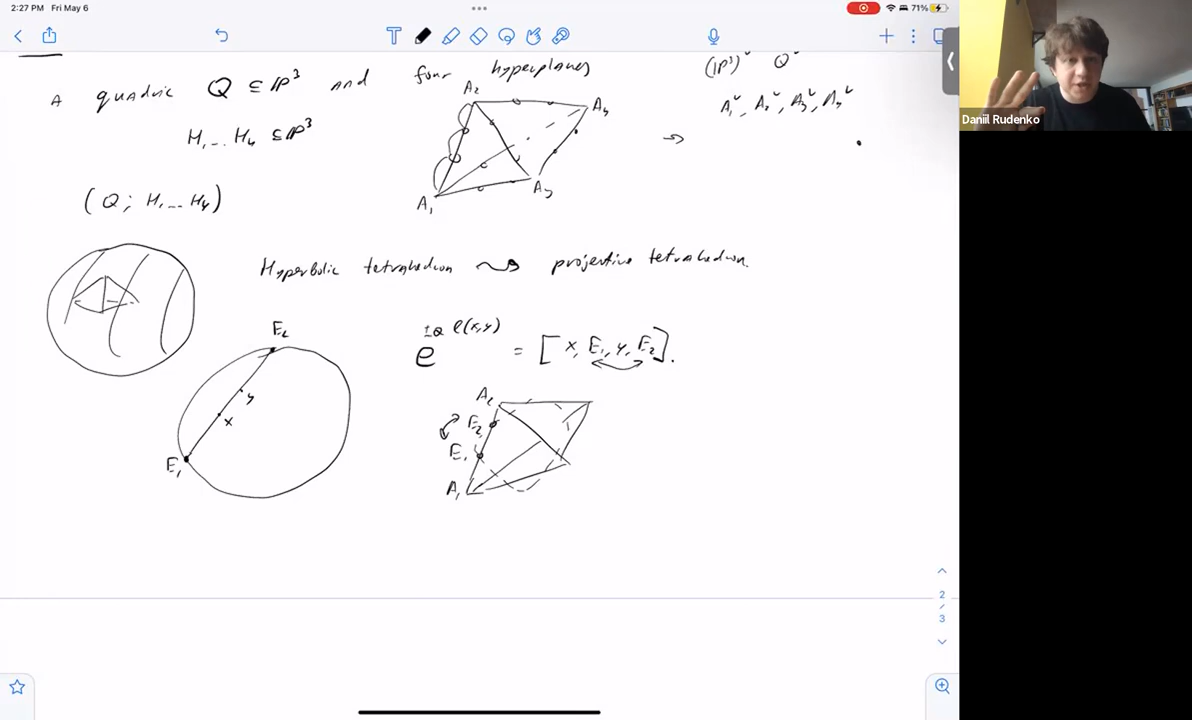 2:27 PM Fri May 6
71%
A quadric Q ⊆ ℙ³ and four hyperplanes
H₁ ... H₄ ⊆ ℙ³
(Q; H₁ ... H₄)
A₂
A₄
A₁
A₃
(ℙ³)ˇ Qˇ
A₁ˇ, A₂ˇ, A₃ˇ, A₄ˇ
Daniil Rudenko
Hyperbolic tetrahedron ⇝ projective tetrahedron.
E₂
y
x
E₁
= [x, E₁, y, E₂].
A₂
E₂
E₁
A₁
2
/
3